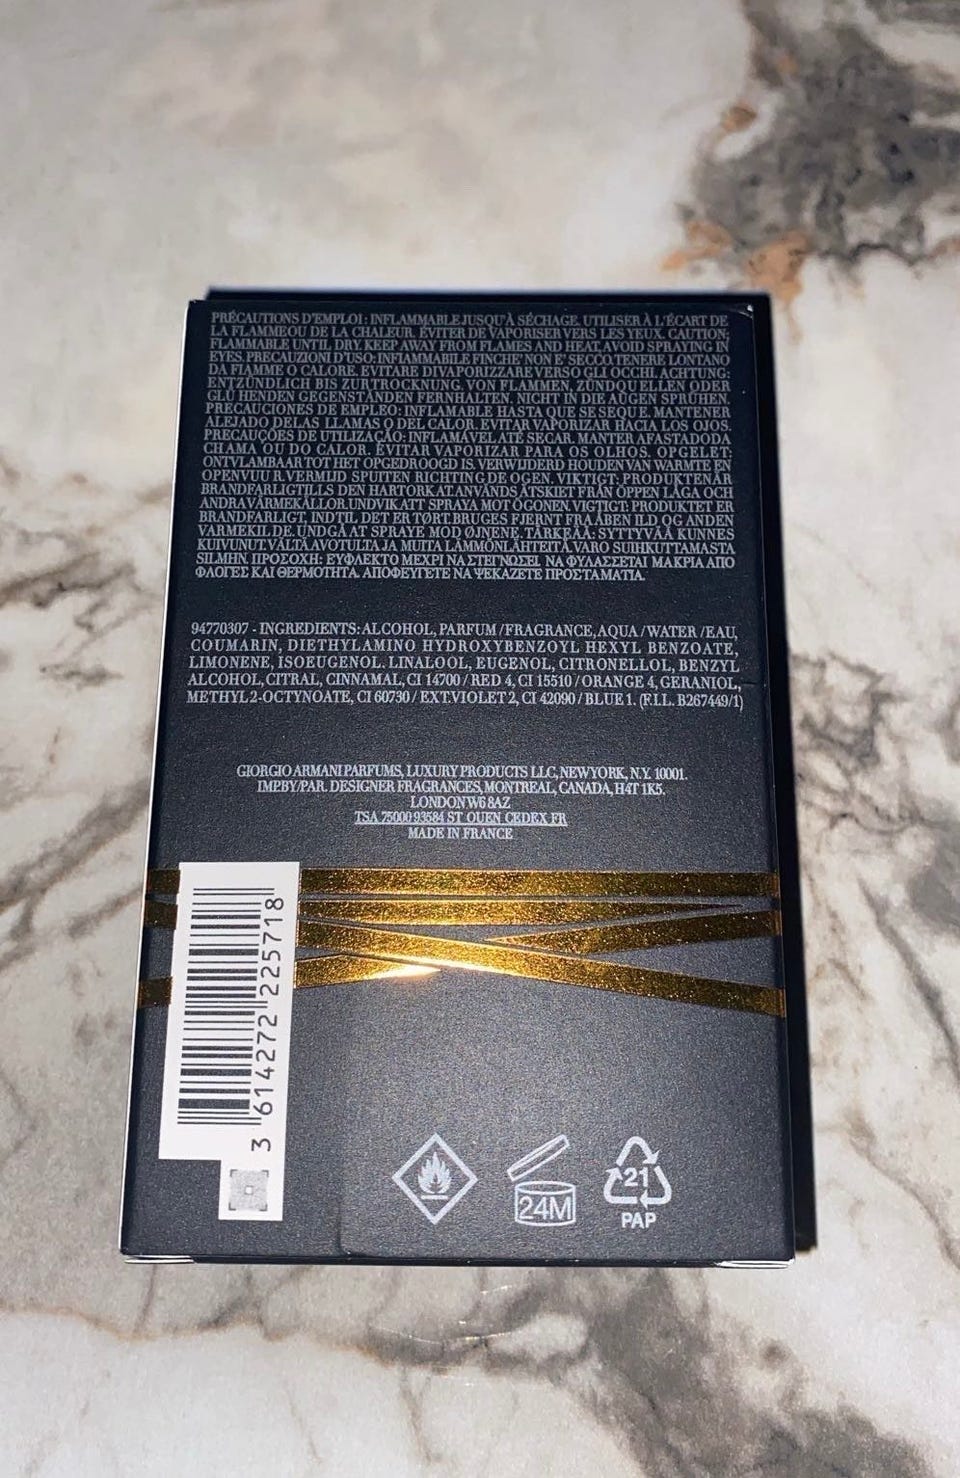 PRÉCAUTIONS D'EMPLOI : INFLAMMABLE JUSQU'À SÉCHAGE. UTILISER À L'ÉCART DE
LA FLAMMEOU DE LA CHALEUR. ÉVITER DE VAPORISER VERS LES YEUX. CAUTION:
FLAMMABLE UNTIL DRY. KEEP AWAY FROM FLAMES AND HEAT, AVOID SPRAYING IN
EYES. PRECAUZIONI D'USO: INFIAMMABILE FINCHE' NON E' SECCO. TENERE LONTANO
DA FIAMME O CALORE. EVITARE DI VAPORIZZARE VERSO GLI OCCHI. ACHTUNG:
ENTZÜNDLICH BIS ZUR TROCKNUNG. VON FLAMMEN, ZÜNDQUELLEN ODER
GLÜ HENDEN GEGENSTÄNDEN FERNHALTEN. NICHT IN DIE AUGEN SPRÜHEN.
PRECAUCIONES DE EMPLEO: INFLAMABLE HASTA QUE SE SEQUE. MANTENER
ALEJADO DELAS LLAMAS O DEL CALOR. EVITAR VAPORIZAR HACIA LOS OJOS.
PRECAUÇÕES DE UTILIZAÇÃO: INFLAMÁVEL ATÉ SECAR. MANTER AFASTADODA
CHAMA OU DO CALOR. EVITAR VAPORIZAR PARA OS OLHOS. OPGELET:
ONTVLAMBAAR TOT HET OPGEDROOGD IS. VERWIJDERD HOUDEN VAN WARMTE EN
OPENVUU R. VERMIJD SPUITEN RICHTING DE OGEN. VIKTIGT: PRODUKTEN ÄR
BRANDFARLIG TILLS DEN HAR TORKAT. ANVÄNDS ÅTSKIET FRÅN ÖPPEN LÅGA OCH
ANDRA VÄRMEKÄLLOR. UNDVIK ATT SPRAYA MOT ÖGONEN. VIGTIGT: PRODUKTET ER
BRANDFARLIGT, INDTIL DET ER TØRT. BRUGES FJERNT FRA ÅBEN ILD OG ANDEN
VARMEKILDE. UNDGÅ AT SPRAYE MOD ØJNENE. TÄRKEÄÄ: SYTTYVÄÄ KUNNES
KUIVUNUT. VÄLTÄ AVOTULTA JA MUITA LÄMMÖNLÄHTEITÄ. VARO SUIHKUTTAMASTA
SILMIIN. ΠΡΟΣΟΧΗ: ΕΥΦΛΕΚΤΟ ΜΕΧΡΙ ΝΑ ΣΤΕΓΝΩΣΕΙ. ΝΑ ΦΥΛΑΣΣΕΤΑΙ ΜΑΚΡΙΑ ΑΠΟ
ΦΛΟΓΕΣ ΚΑΙ ΘΕΡΜΟΤΗΤΑ. ΑΠΟΦΕΥΓΕΤΕ ΝΑ ΨΕΚΑΖΕΤΕ ΠΡΟΣ ΤΑ ΜΑΤΙΑ.
94770307 - INGREDIENTS: ALCOHOL, PARFUM / FRAGRANCE, AQUA / WATER / EAU,
COUMARIN, DIETHYLAMINO HYDROXYBENZOYL HEXYL BENZOATE,
LIMONENE, ISOEUGENOL. LINALOOL, EUGENOL, CITRONELLOL, BENZYL
ALCOHOL, CITRAL, CINNAMAL, CI 14700 / RED 4, CI 15510 / ORANGE 4, GERANIOL,
METHYL 2-OCTYNOATE, CI 60730 / EXT. VIOLET 2, CI 42090 / BLUE 1. (F.I.L. B267449/1)
GIORGIO ARMANI PARFUMS, LUXURY PRODUCTS LLC, NEW YORK, N.Y. 10001.
IMP.BY/PAR. DESIGNER FRAGRANCES, MONTREAL, CANADA, H4T 1K5.
LONDON W6 8AZ
TSA 75000 93584 ST OUEN CEDEX FR
MADE IN FRANCE
3 614272 225718
24M
21
PAP